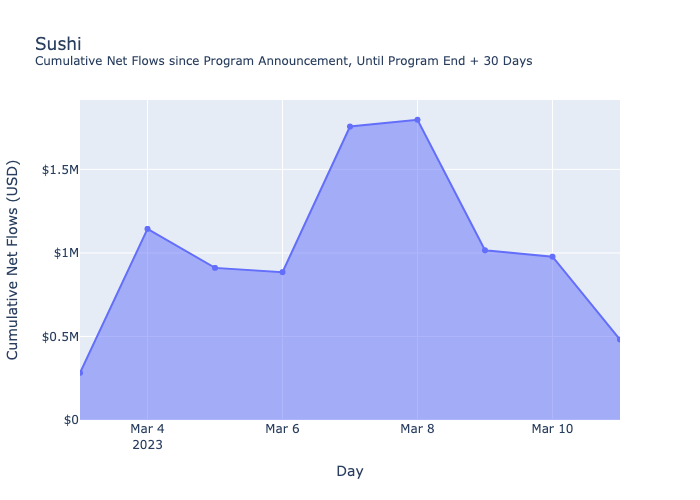 Sushi
Cumulative Net Flows since Program Announcement, Until Program End + 30 Days
Cumulative Net Flows (USD)
$1.5M
$1M
$0.5M
$0
Mar 4
2023
Mar 6
Mar 8
Mar 10
Day